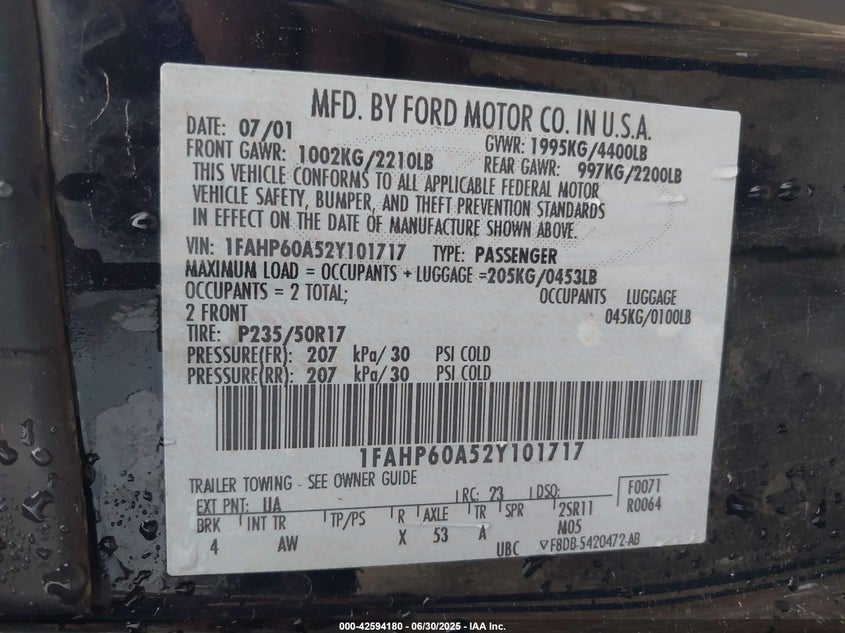 MFD. BY FORD MOTOR CO. IN U.S.A.
DATE: 07/01 GVWR: 1995KG/4400LB
FRONT GAWR: 1002KG/2210LB REAR GAWR: 997KG/2200LB
THIS VEHICLE CONFORMS TO ALL APPLICABLE FEDERAL MOTOR
VEHICLE SAFETY, BUMPER, AND THEFT PREVENTION STANDARDS
IN EFFECT ON THE DATE OF MANUFACTURE SHOWN ABOVE.
VIN: 1FAHP60A52Y101717 TYPE: PASSENGER
MAXIMUM LOAD = OCCUPANTS + LUGGAGE =205KG/0453LB
OCCUPANTS = 2 TOTAL; OCCUPANTS LUGGAGE
2 FRONT 045KG/0100LB
TIRE: P235/50R17
PRESSURE(FR): 207 kPa/ 30 PSI COLD
PRESSURE(RR): 207 kPa/ 30 PSI COLD
1FAHP60A52Y101717
TRAILER TOWING - SEE OWNER GUIDE
EXT PNT: UA RC: 23 DSO: F0071
BRK INT TR TP/PS R AXLE TR SPR 2SR11 R0064
4 AW X 53 A M05
UBC F8DB-5420472-AB
000-42594180 - 06/30/2025 - IAA Inc.